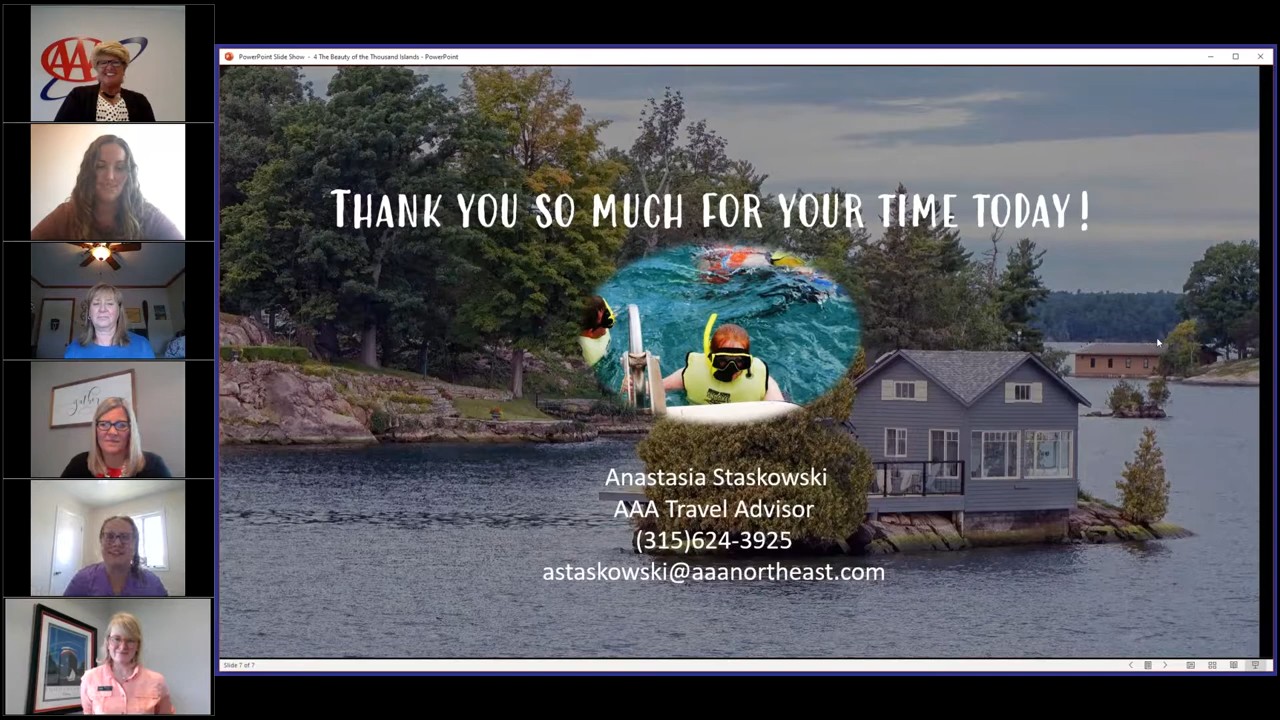 AAA
gather
PowerPoint Slide Show - 4 The Beauty of the Thousand Islands - PowerPoint
THANK YOU SO MUCH FOR YOUR TIME TODAY!
Anastasia Staskowski
AAA Travel Advisor
(315)624-3925
astaskowski@aaanortheast.com
Slide 7 of 7